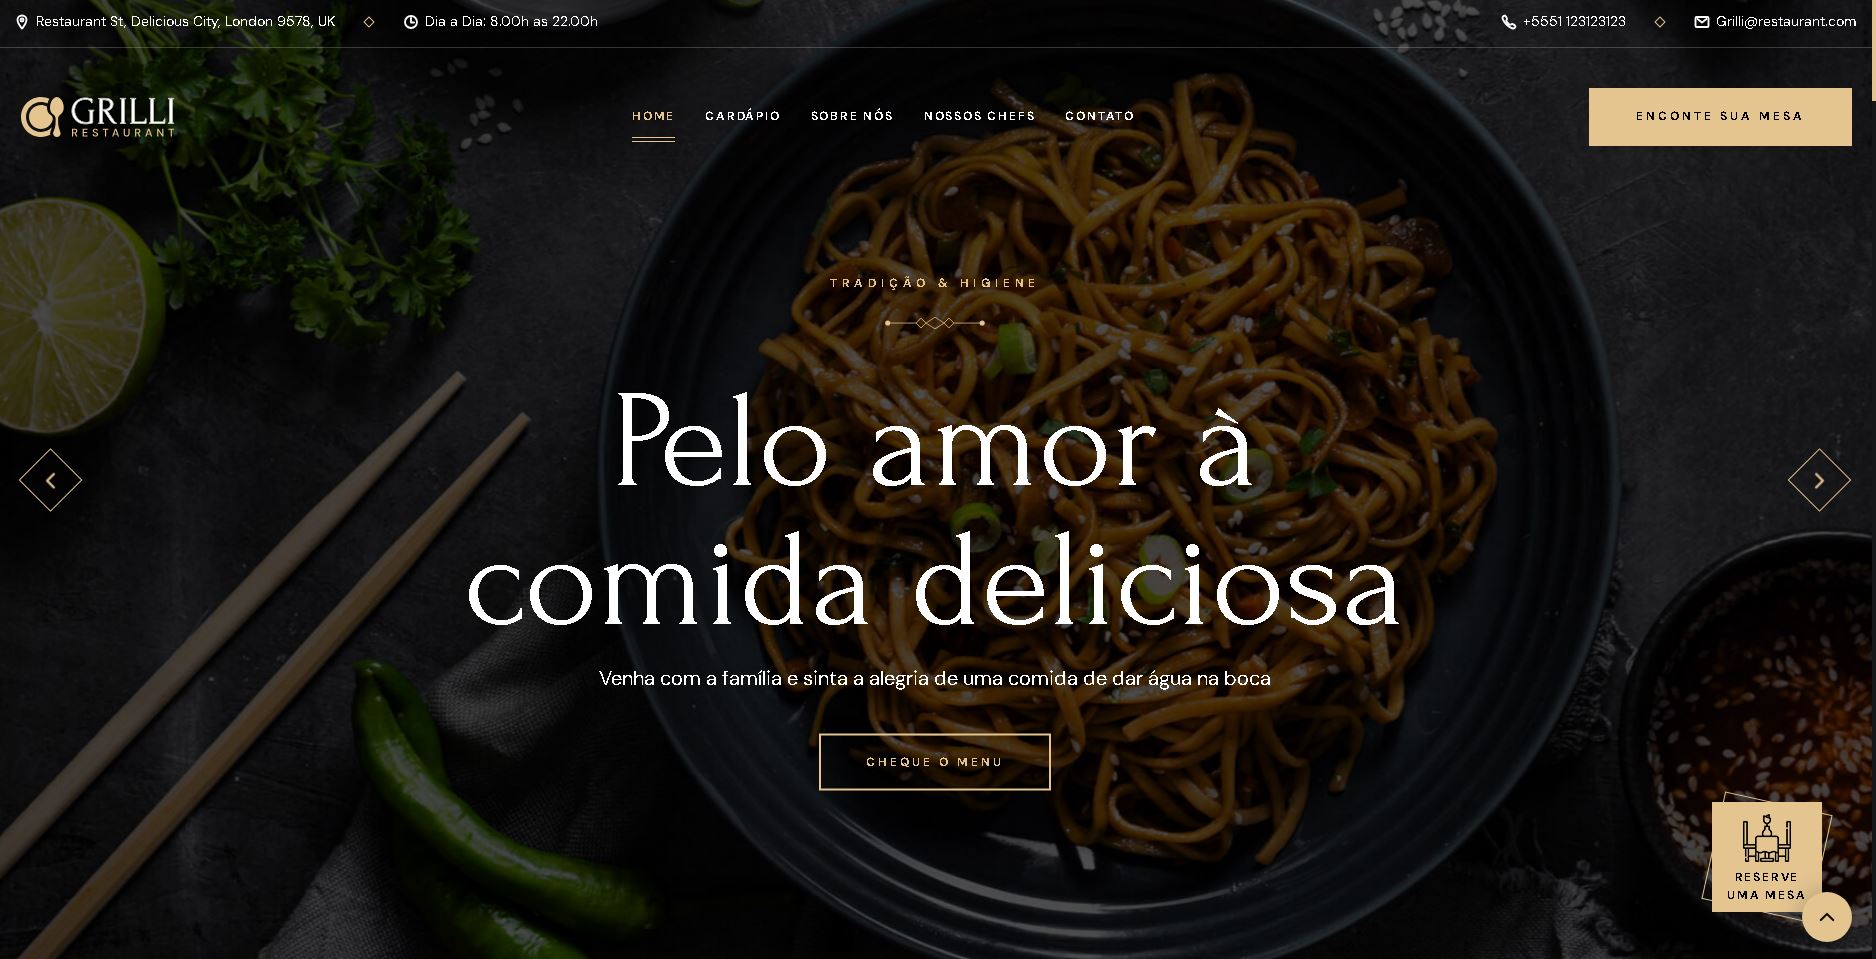 Restaurant St, Delicious City, London 9578, UK
Dia a Dia: 8.00h as 22.00h
+5551 123123123
Grilli@restaurant.com
GRILLI
RESTAURANT
HOME
CARDÁPIO
SOBRE NÓS
NOSSOS CHEFS
CONTATO
ENCONTE SUA MESA
TRADIÇÃO & HIGIENE
Pelo amor à
comida deliciosa
Venha com a família e sinta a alegria de uma comida de dar água na boca
CHEQUE O MENU
RESERVE
UMA MESA